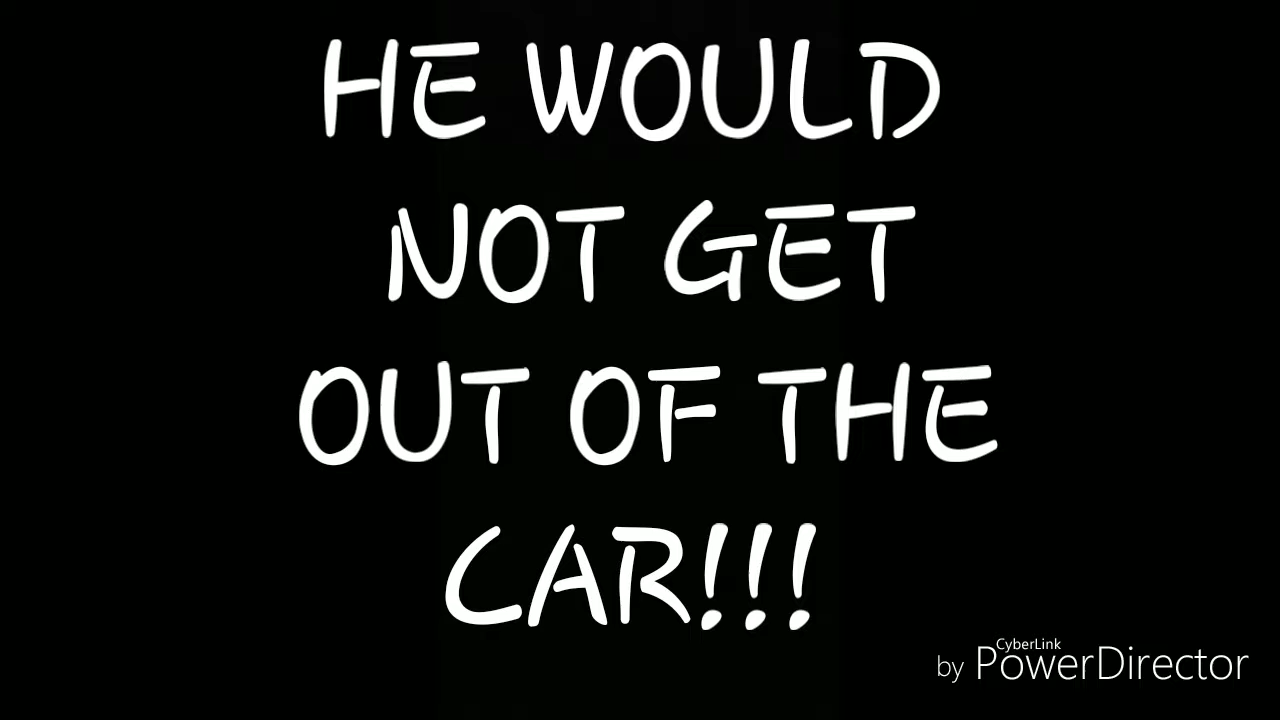 HE WOULD
NOT GET
OUT OF THE
CAR!!!
CyberLink
by PowerDirector